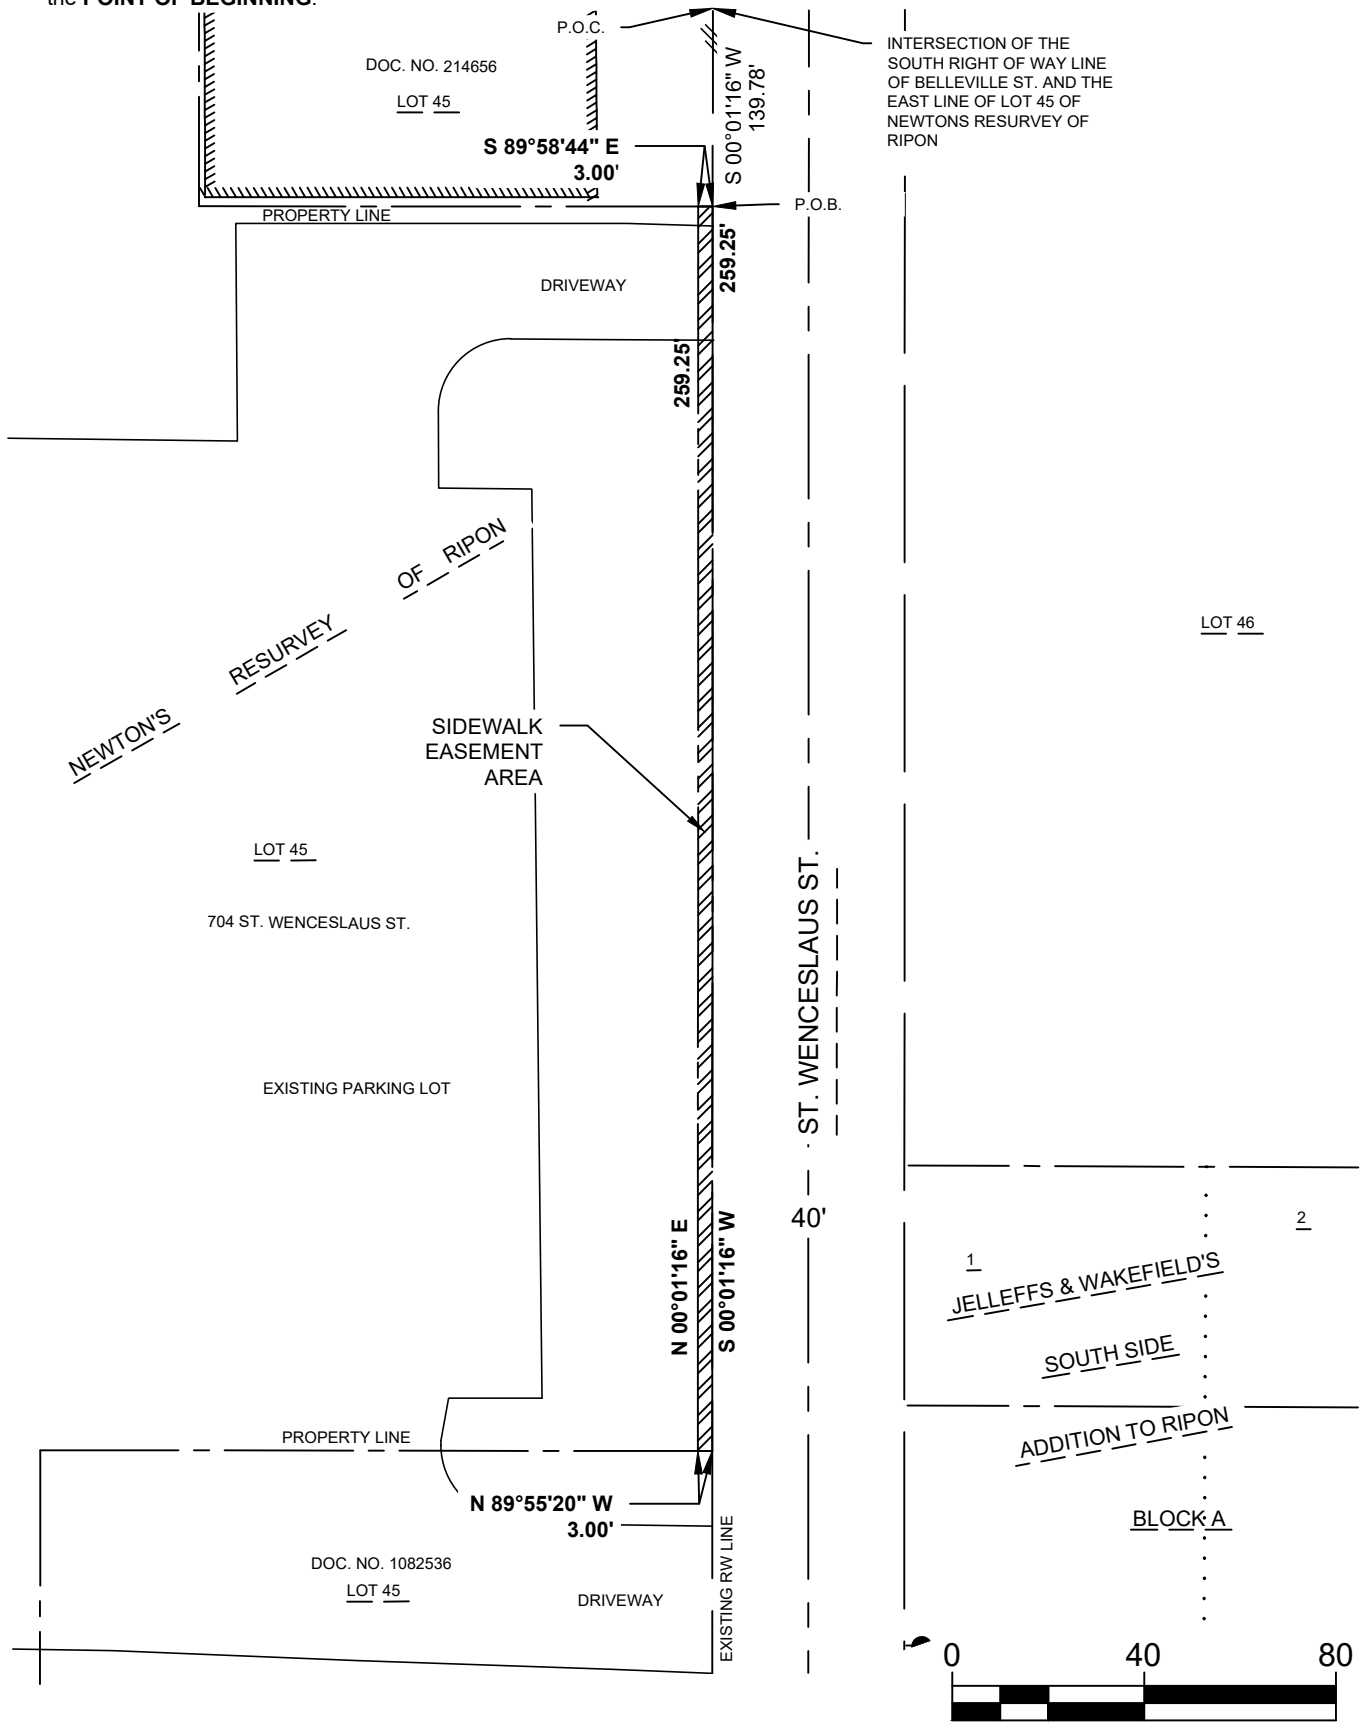 the POINT OF BEGINNING.
P.O.C.
INTERSECTION OF THE
SOUTH RIGHT OF WAY LINE
OF BELLEVILLE ST. AND THE
EAST LINE OF LOT 45 OF
NEWTONS RESURVEY OF
RIPON
DOC. NO. 214656
LOT 45
S 00°01'16" W
139.78'
S 89°58'44" E
3.00'
P.O.B.
PROPERTY LINE
259.25'
DRIVEWAY
259.25'
NEWTON'S RESURVEY OF RIPON
LOT 46
SIDEWALK
EASEMENT
AREA
LOT 45
704 ST. WENCESLAUS ST.
ST. WENCESLAUS ST.
EXISTING PARKING LOT
40'
N 00°01'16" E
S 00°01'16" W
1
2
JELLEFFS & WAKEFIELD'S
SOUTH SIDE
ADDITION TO RIPON
BLOCK A
PROPERTY LINE
N 89°55'20" W
3.00'
DOC. NO. 1082536
LOT 45
DRIVEWAY
EXISTING RW LINE
0 40 80